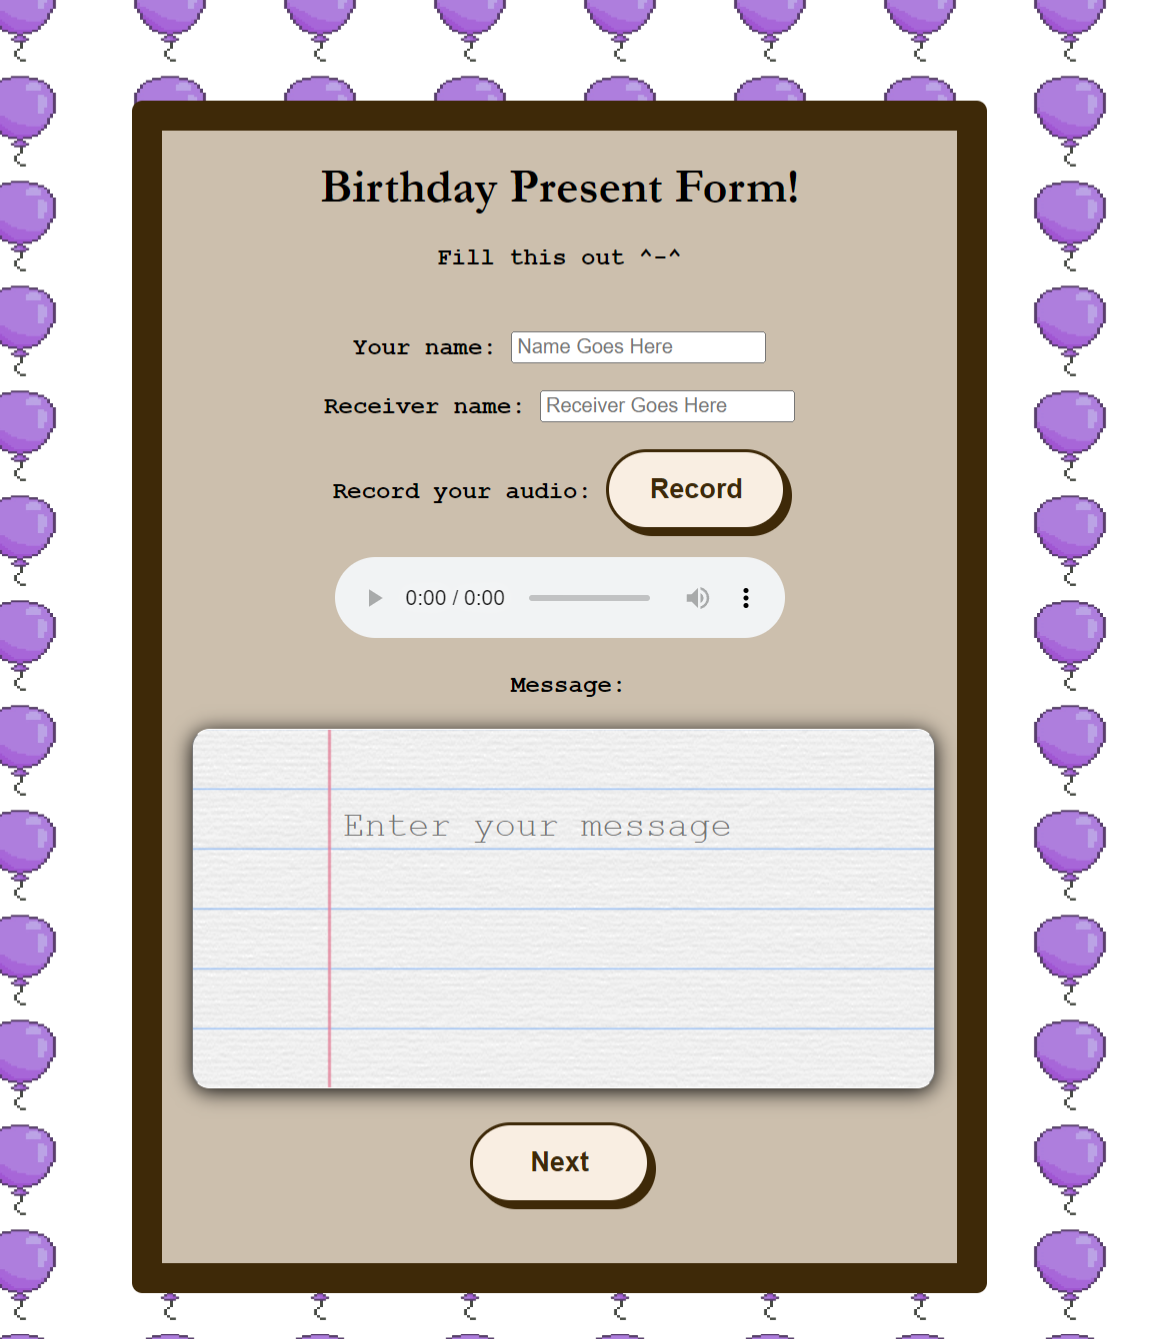 Birthday Present Form!
Fill this out ^-^
Your name: Name Goes Here
Receiver name: Receiver Goes Here
Record your audio: Record
0:00 / 0:00
Message:
Enter your message
Next